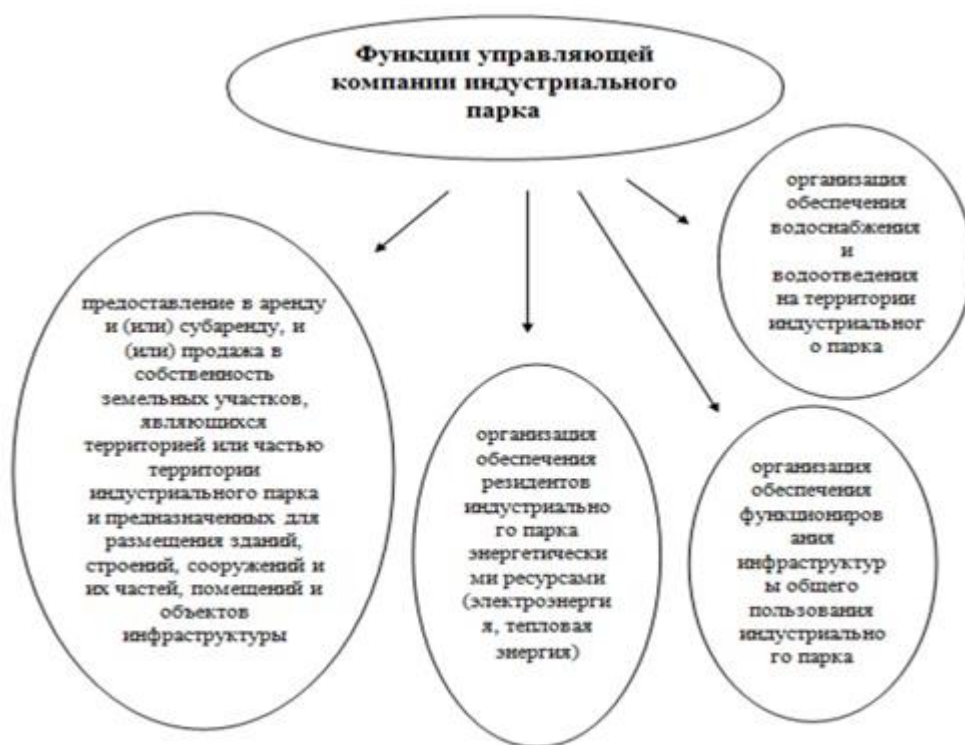 Функции управляющей
компании индустриального
парка
организация
обеспечения
водоснабжения
и
водоотведения
на территории
индустриальног
о парка
предоставление в аренду
и (или) субаренду, и
(или) продажа в
собственность
земельных участков,
являющихся
территорией или частью
территории
индустриального парка
и предназначенных для
размещения зданий,
строений, сооружений и
их частей, помещений и
объектов
инфраструктуры
организация
обеспечения
резидентов
индустриально
го парка
энергетически
ми ресурсами
(электроэнерги
я, тепловая
энергия)
организация
обеспечения
функциониров
ания
инфраструктур
ы общего
пользования
индустриально
го парка